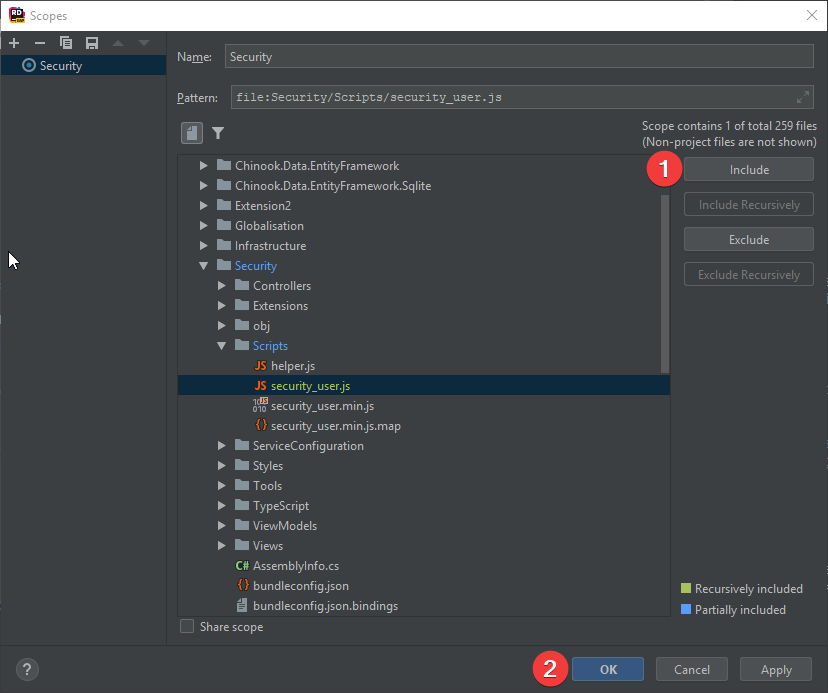 Scopes
Security
Name: Security
Pattern: file:Security/Scripts/security_user.js
Scope contains 1 of total 259 files
(Non-project files are not shown)
Chinook.Data.EntityFramework
Chinook.Data.EntityFramework.Sqlite
Extension2
Globalisation
Infrastructure
Security
Controllers
Extensions
obj
Scripts
JS helper.js
JS security_user.js
security_user.min.js
{} security_user.min.js.map
ServiceConfiguration
Styles
Tools
TypeScript
ViewModels
Views
C# AssemblyInfo.cs
{} bundleconfig.json
bundleconfig.json.bindings
1 Include
Include Recursively
Exclude
Exclude Recursively
Recursively included
Partially included
Share scope
? 2 OK Cancel Apply